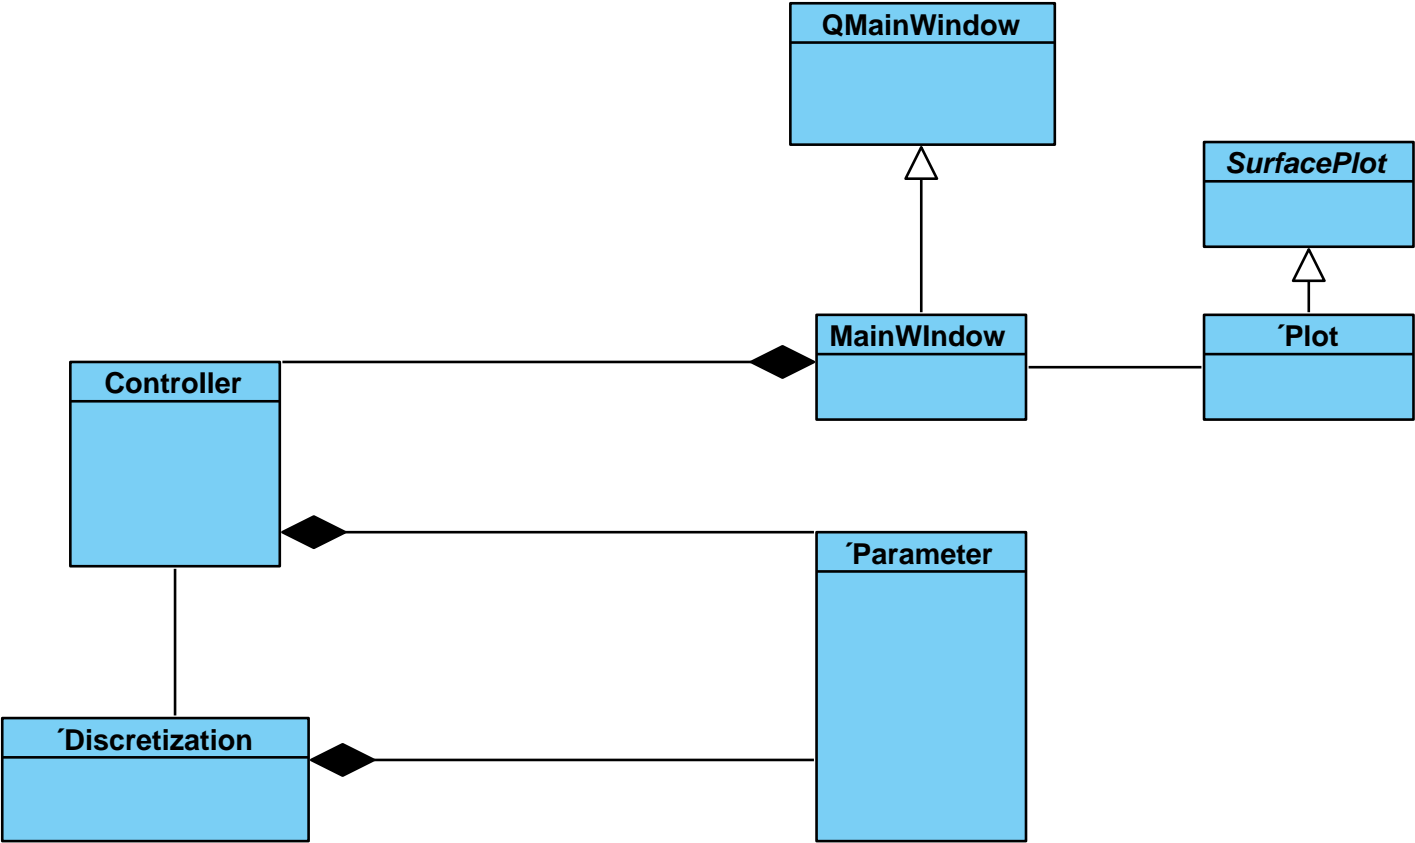 QMainWindow
SurfacePlot
MainWIndow
´Plot
Controller
´Parameter
´Discretization